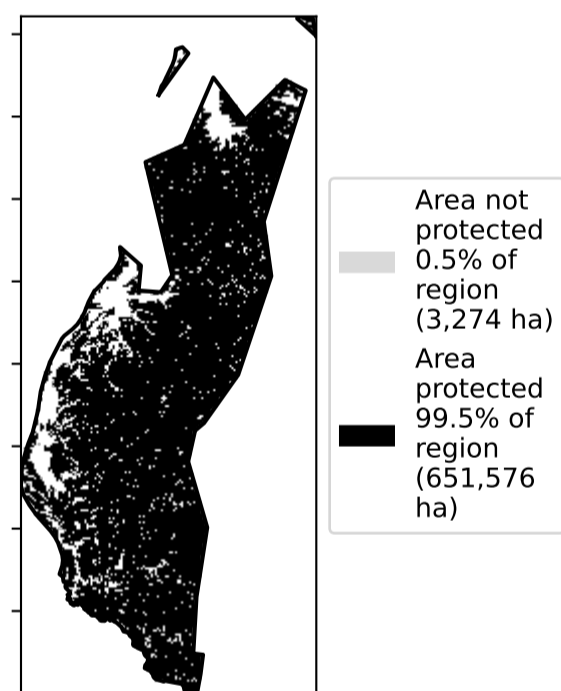 Area not
protected
0.5% of
region
(3,274 ha)
Area
protected
99.5% of
region
(651,576
ha)